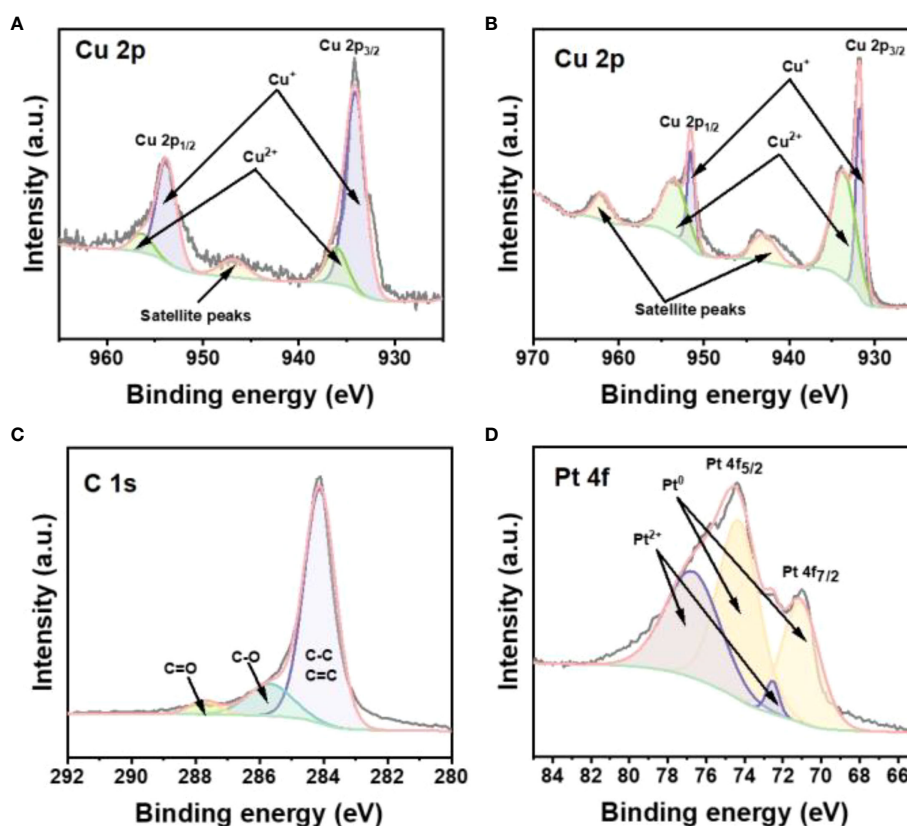 A
Cu 2p
Cu 2p3/2
Cu+
Cu 2p1/2
Cu2+
Satellite peaks
Intensity (a.u.)
960 950 940 930
Binding energy (eV)
B
Cu 2p
Cu 2p3/2
Cu+
Cu 2p1/2
Cu2+
Satellite peaks
Intensity (a.u.)
970 960 950 940 930
Binding energy (eV)
C
C 1s
C=O
C-O
C-C
C=C
Intensity (a.u.)
292 290 288 286 284 282 280
Binding energy (eV)
D
Pt 4f
Pt 4f5/2
Pt0
Pt2+
Pt 4f7/2
Intensity (a.u.)
85 80 78 76 74 72 70 68 66 65
Binding energy (eV)